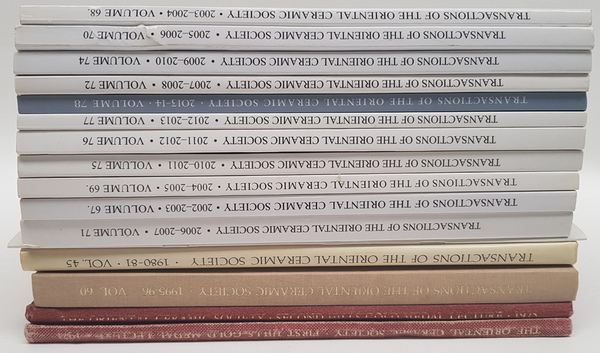 TRANSACTIONS OF THE ORIENTAL CERAMIC SOCIETY • 2003–2004 • VOLUME 68.
TRANSACTIONS OF THE ORIENTAL CERAMIC SOCIETY • 2005–2006 • VOLUME 70
TRANSACTIONS OF THE ORIENTAL CERAMIC SOCIETY • 2009–2010 • VOLUME 74
TRANSACTIONS OF THE ORIENTAL CERAMIC SOCIETY • 2007–2008 • VOLUME 72
TRANSACTIONS OF THE ORIENTAL CERAMIC SOCIETY · 2013-14 · VOLUME 78
TRANSACTIONS OF THE ORIENTAL CERAMIC SOCIETY • 2012–2013 • VOLUME 77
TRANSACTIONS OF THE ORIENTAL CERAMIC SOCIETY • 2011–2012 • VOLUME 76
TRANSACTIONS OF THE ORIENTAL CERAMIC SOCIETY • 2010–2011 • VOLUME 75
TRANSACTIONS OF THE ORIENTAL CERAMIC SOCIETY • 2004–2005 • VOLUME 69.
TRANSACTIONS OF THE ORIENTAL CERAMIC SOCIETY • 2002–2003 • VOLUME 67.
TRANSACTIONS OF THE ORIENTAL CERAMIC SOCIETY • 2006–2007 • VOLUME 71
TRANSACTIONS OF THE ORIENTAL CERAMIC SOCIETY · 1980-81 · VOL. 45
TRANSACTIONS OF THE ORIENTAL CERAMIC SOCIETY · 1995-96 · VOL. 60
THE ORIENTAL CERAMIC SOCIETY · FIRST HILLS GOLD MEDAL LECTURE